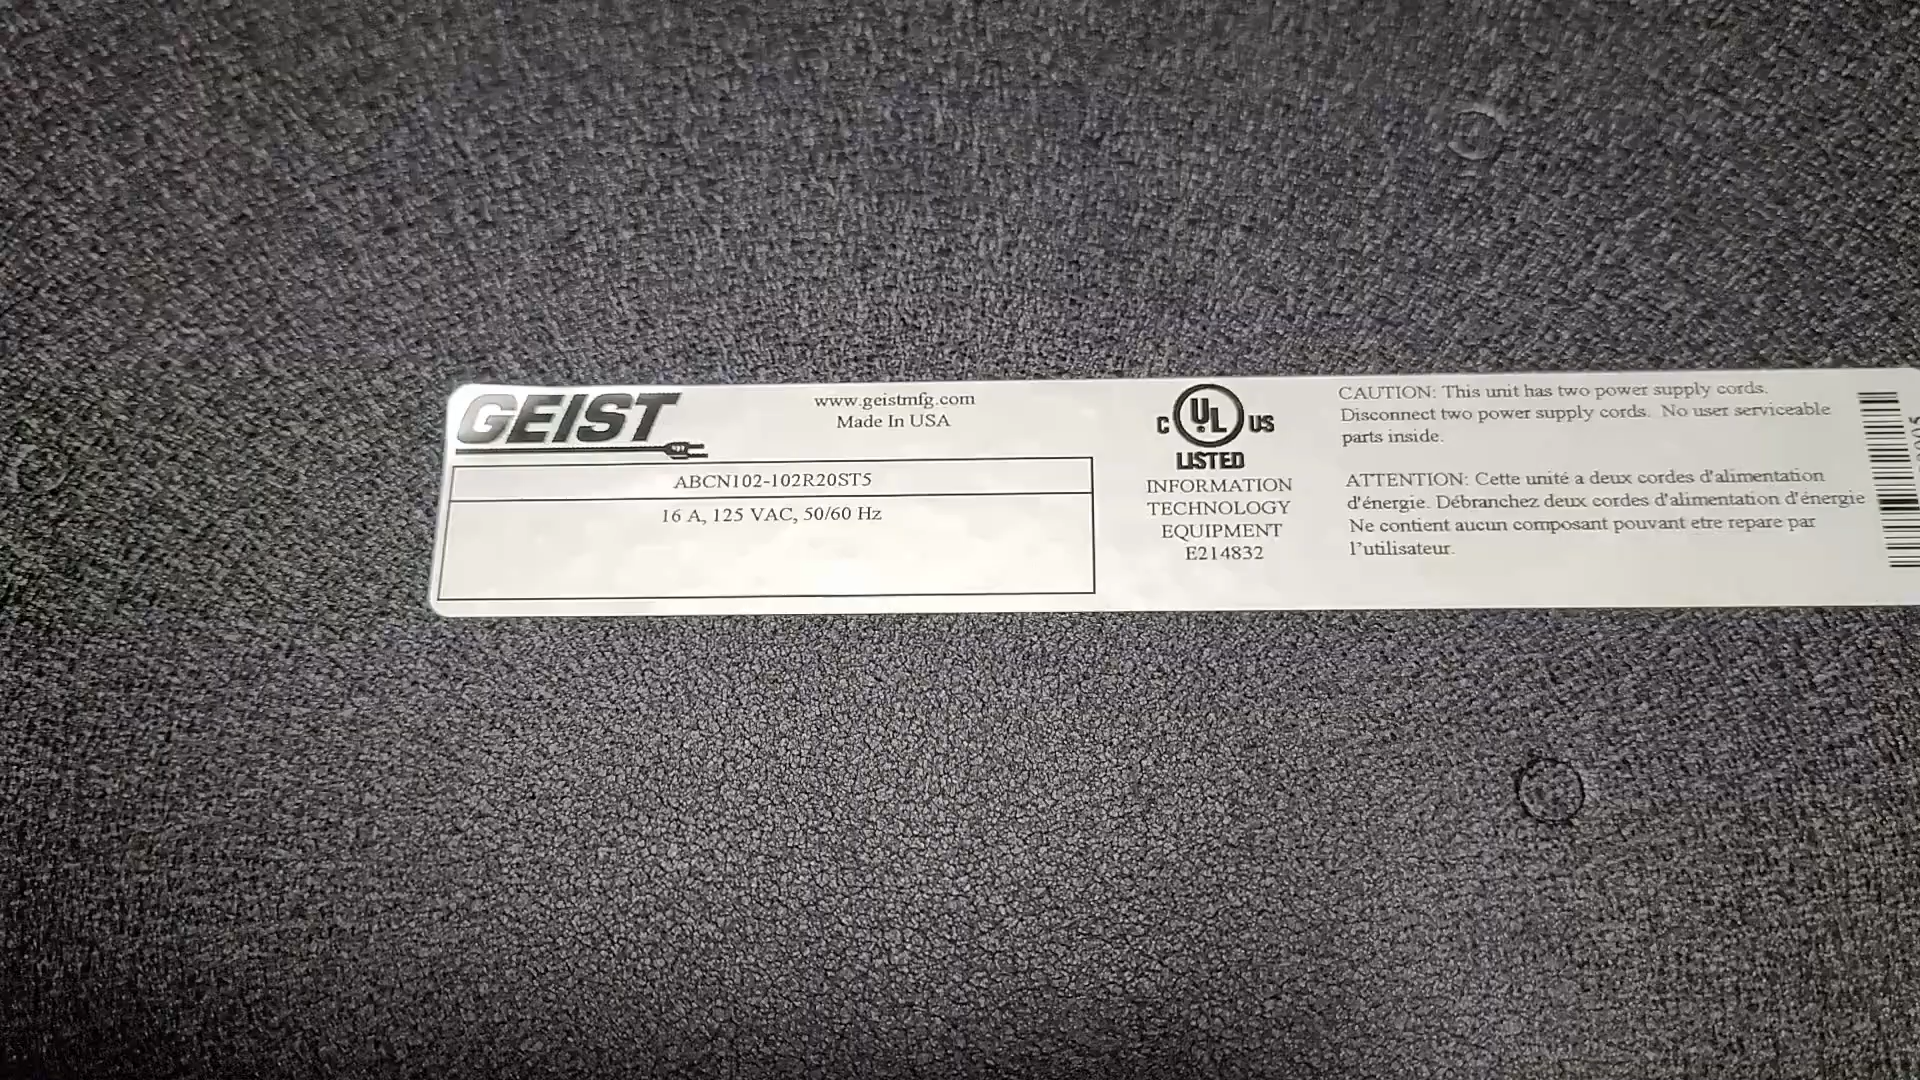 GEIST
www.geistmfg.com
Made In USA
ABCN102-102R20ST5
16 A, 125 VAC, 50/60 Hz
C UL US
LISTED
INFORMATION
TECHNOLOGY
EQUIPMENT
E214832
CAUTION: This unit has two power supply cords.
Disconnect two power supply cords. No user serviceable
parts inside.
ATTENTION: Cette unité a deux cordes d'alimentation
d'énergie. Débranchez deux cordes d'alimentation d'énergie
Ne contient aucun composant pouvant etre repare par
l'utilisateur.